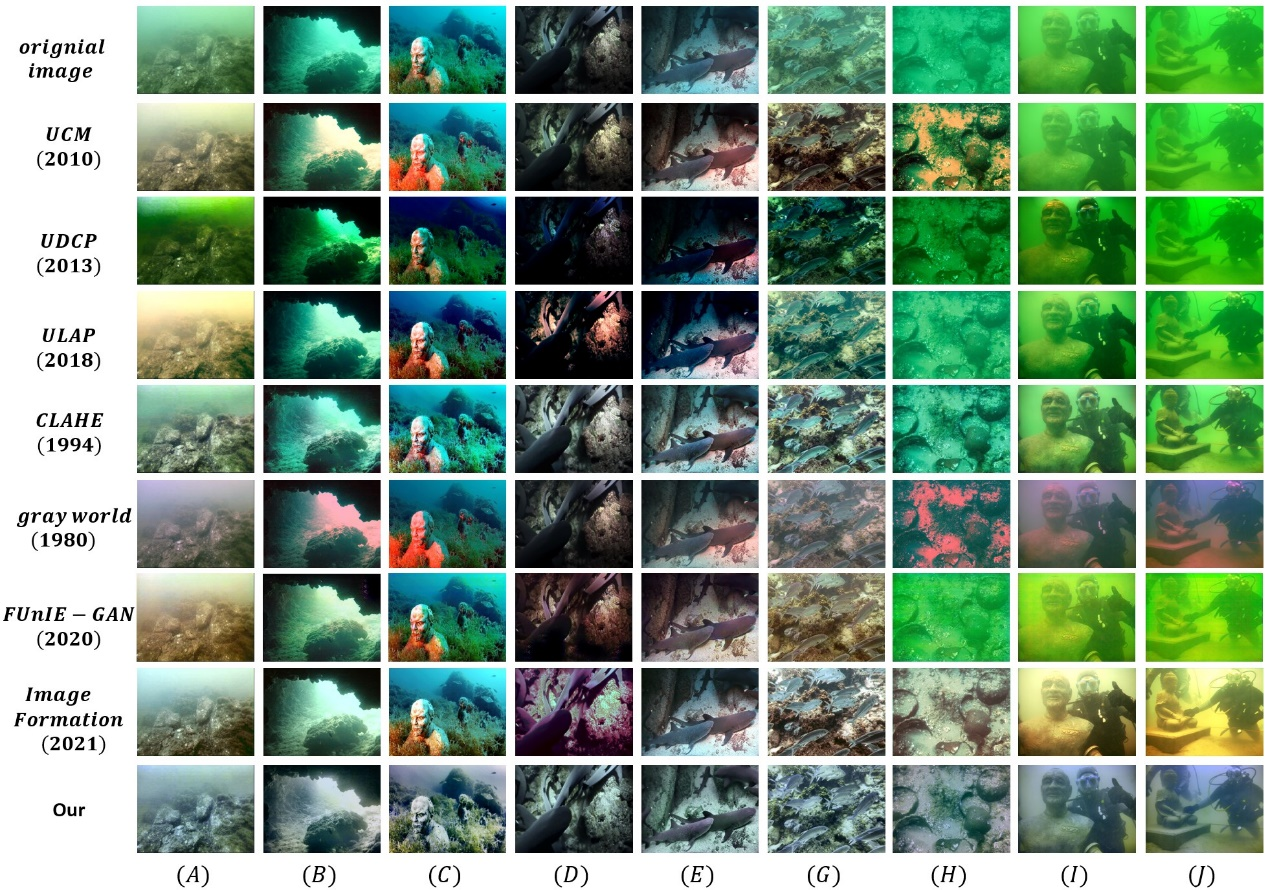 orignial
image
UCM
(2010)
UDCP
(2013)
ULAP
(2018)
CLAHE
(1994)
gray world
(1980)
FUnIE − GAN
(2020)
Image
Formation
(2021)
Our
(A) (B) (C) (D) (E) (G) (H) (I) (J)